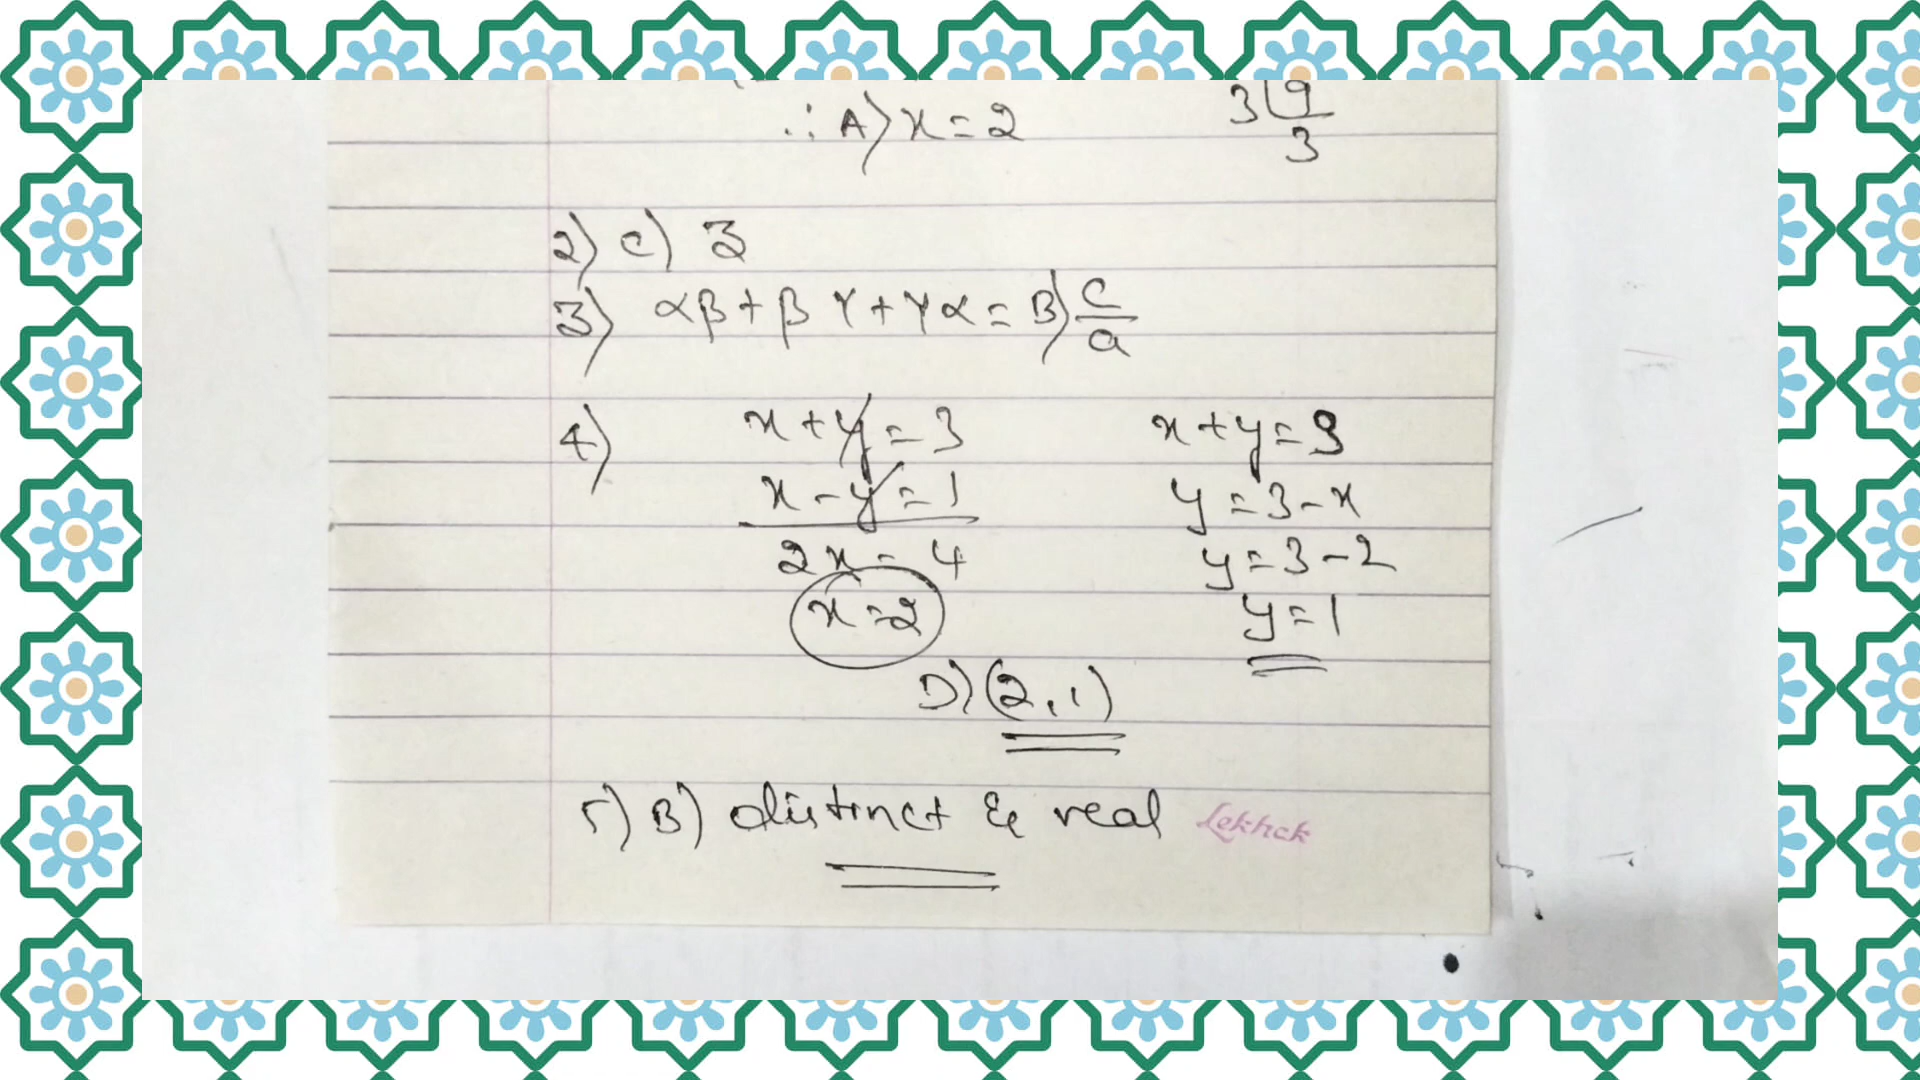 ∴ A) x = 2
3 | 9
3
2) C) 3
3) αβ + βγ + γα = B) c/a
4) x + y = 3
x - y = 1
2x = 4
x = 2
x + y = 3
y = 3 - x
y = 3 - 2
y = 1
D) (2, 1)
5) B) distinct & real
Lekhak